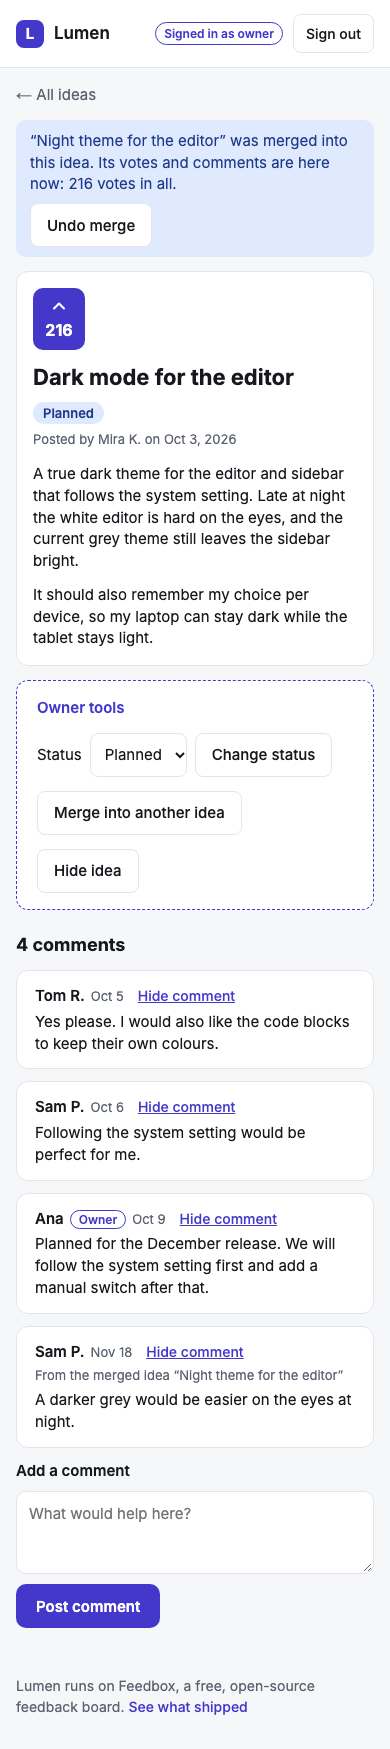 L Lumen Signed in as owner Sign out
← All ideas
“Night theme for the editor” was merged into
this idea. Its votes and comments are here
now: 216 votes in all.
Undo merge
216
Dark mode for the editor
Planned
Posted by Mira K. on Oct 3, 2026
A true dark theme for the editor and sidebar
that follows the system setting. Late at night
the white editor is hard on the eyes, and the
current grey theme still leaves the sidebar
bright.
It should also remember my choice per
device, so my laptop can stay dark while the
tablet stays light.
Owner tools
Status Planned Change status
Merge into another idea
Hide idea
4 comments
Tom R. Oct 5 Hide comment
Yes please. I would also like the code blocks
to keep their own colours.
Sam P. Oct 6 Hide comment
Following the system setting would be
perfect for me.
Ana Owner Oct 9 Hide comment
Planned for the December release. We will
follow the system setting first and add a
manual switch after that.
Sam P. Nov 18 Hide comment
From the merged idea “Night theme for the editor”
A darker grey would be easier on the eyes at
night.
Add a comment
What would help here?
Post comment
Lumen runs on Feedbox, a free, open-source
feedback board. See what shipped